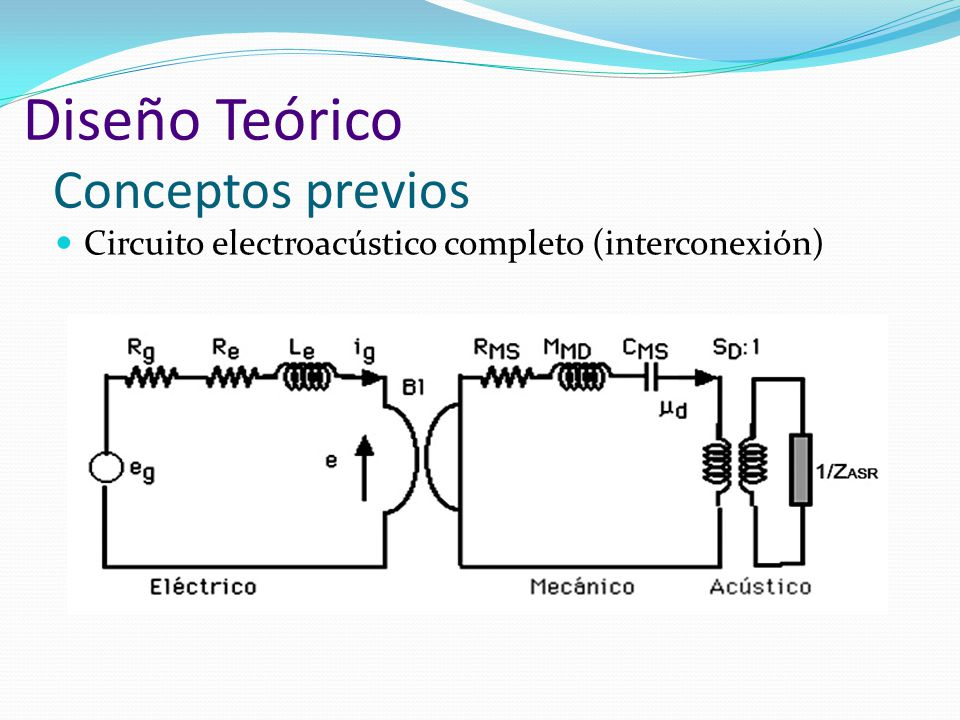 Diseño Teórico
Conceptos previos
Circuito electroacústico completo (interconexión)
Rg Re Le ig RMS MMD CMS SD:1
Bl
μd
eg e 1/ZASR
Eléctrico Mecánico Acústico